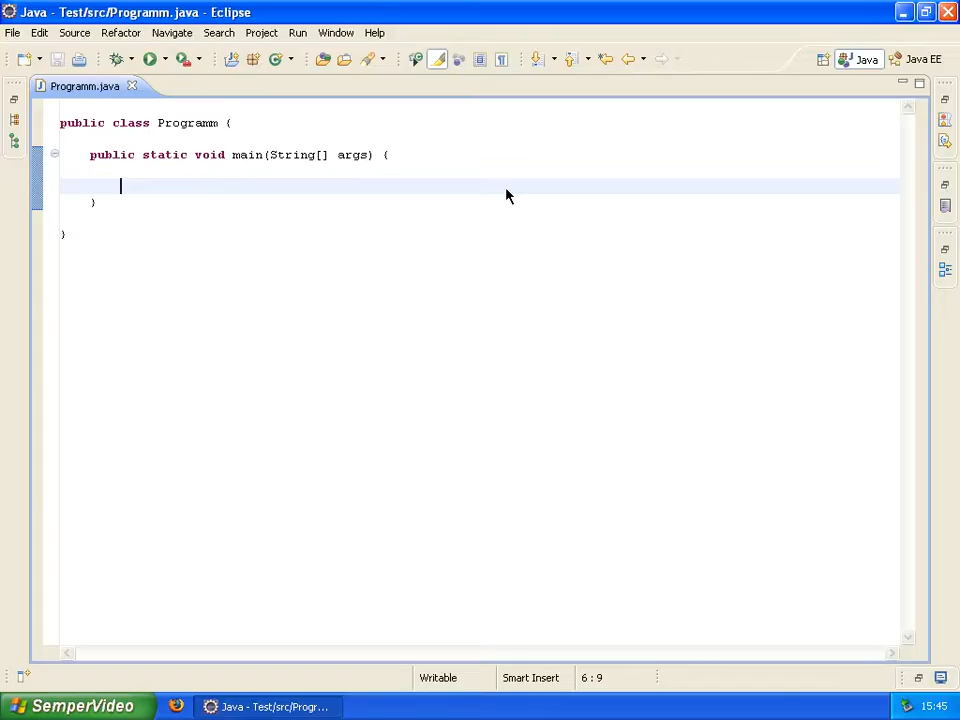 Java - Test/src/Programm.java - Eclipse
File Edit Source Refactor Navigate Search Project Run Window Help
Java Java EE
Programm.java
public class Programm {
public static void main(String[] args) {
}
}
Writable Smart Insert 6 : 9
SemperVideo Java - Test/src/Progr... 15:45